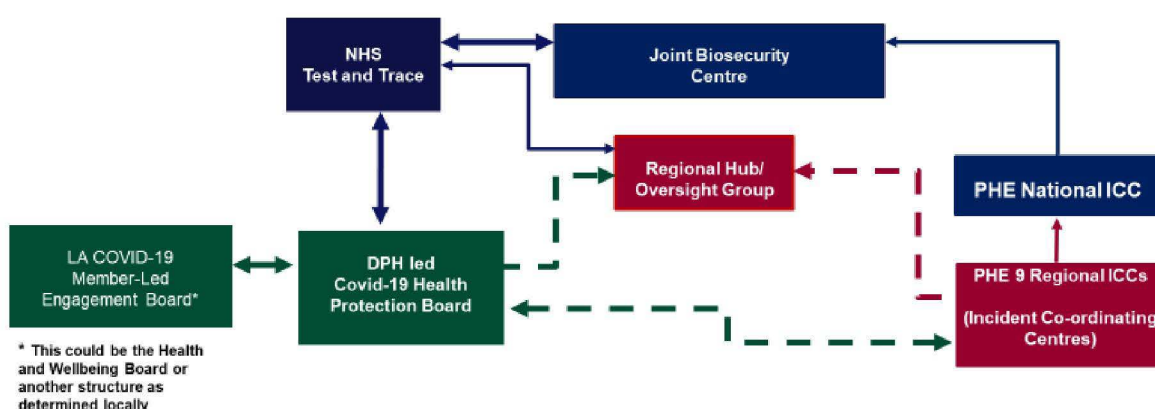 NHS
Test and Trace
Joint Biosecurity
Centre
Regional Hub/
Oversight Group
PHE National ICC
LA COVID-19
Member-Led
Engagement Board*
DPH led
Covid-19 Health
Protection Board
PHE 9 Regional ICCs
(Incident Co-ordinating
Centres)
* This could be the Health
and Wellbeing Board or
another structure as
determined locally